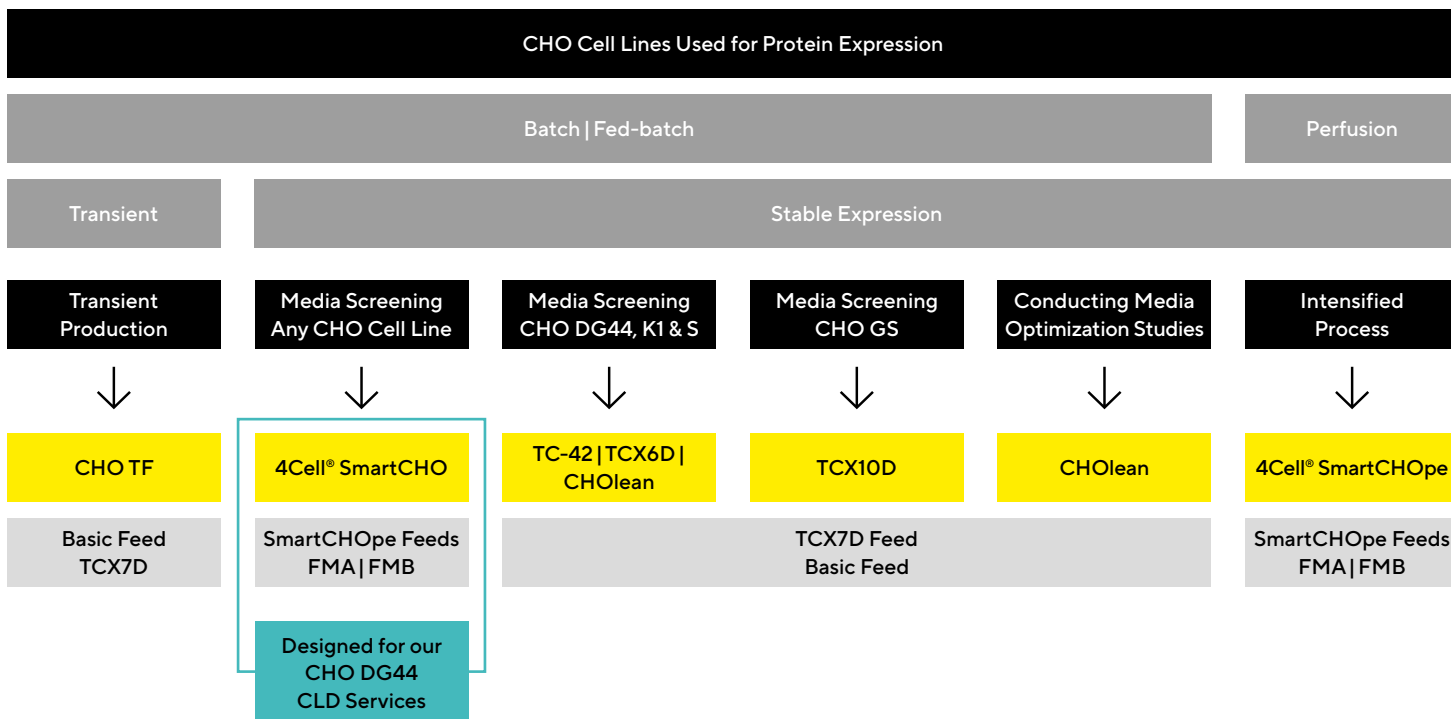 CHO Cell Lines Used for Protein Expression
Batch | Fed-batch
Perfusion
Transient
Stable Expression
Transient
Production
Media Screening
Any CHO Cell Line
Media Screening
CHO DG44, K1 & S
Media Screening
CHO GS
Conducting Media
Optimization Studies
Intensified
Process
CHO TF
4Cell® SmartCHO
TC-42 | TCX6D |
CHOlean
TCX10D
CHOlean
4Cell® SmartCHOpe
Basic Feed
TCX7D
SmartCHOpe Feeds
FMA | FMB
TCX7D Feed
Basic Feed
SmartCHOpe Feeds
FMA | FMB
Designed for our
CHO DG44
CLD Services